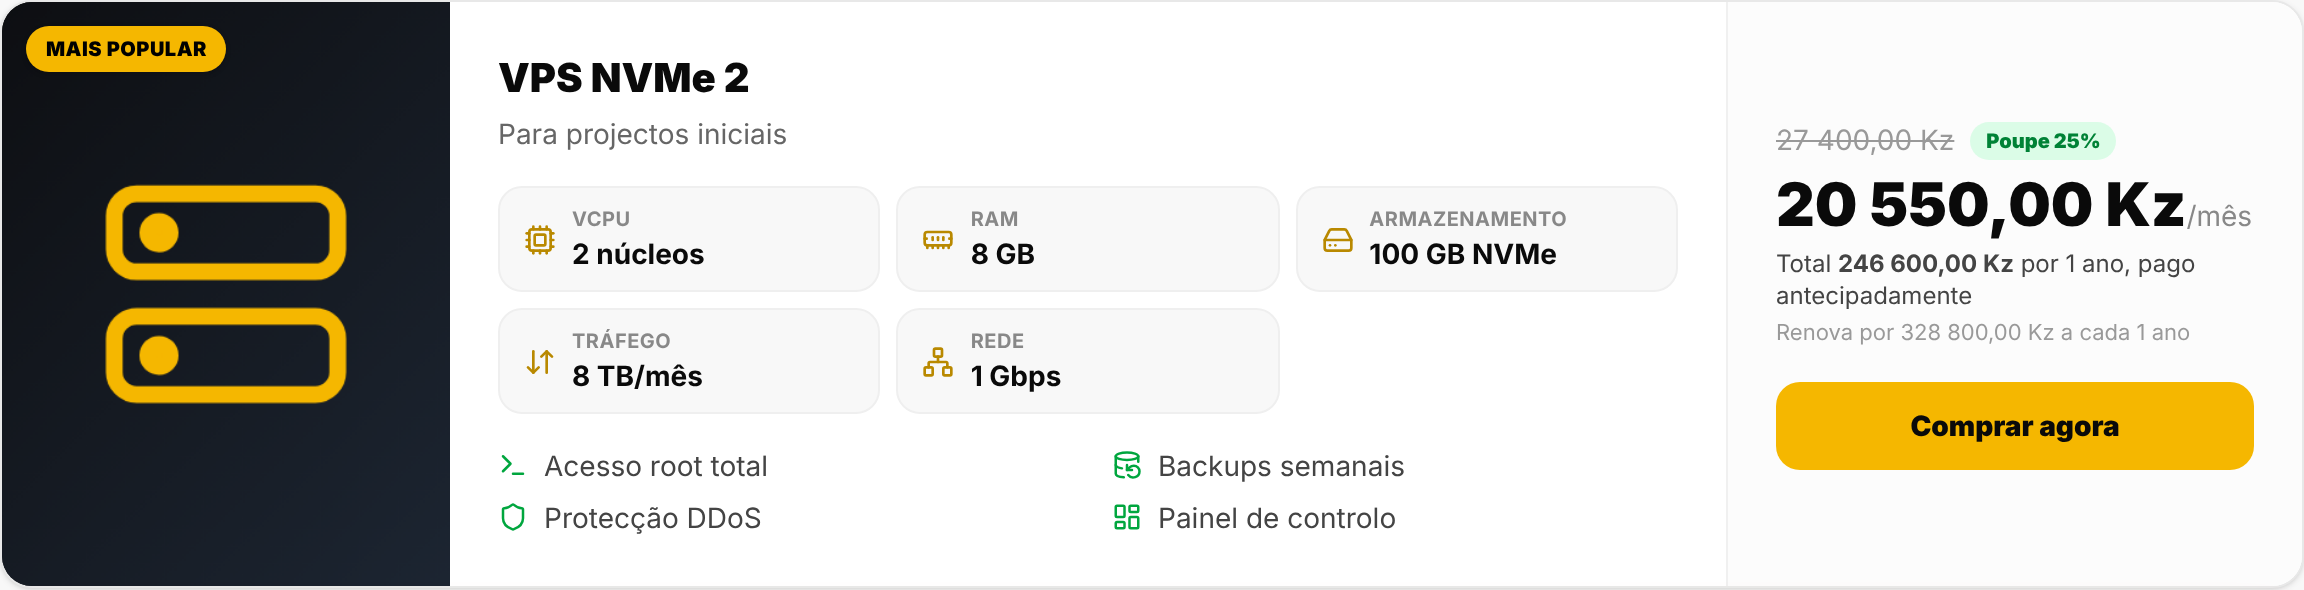 MAIS POPULAR
VPS NVMe 2
Para projectos iniciais
VCPU
2 núcleos
RAM
8 GB
ARMAZENAMENTO
100 GB NVMe
TRÁFEGO
8 TB/mês
REDE
1 Gbps
Acesso root total
Backups semanais
Protecção DDoS
Painel de controlo
27 400,00 Kz
Poupe 25%
20 550,00 Kz/mês
Total 246 600,00 Kz por 1 ano, pago
antecipadamente
Renova por 328 800,00 Kz a cada 1 ano
Comprar agora